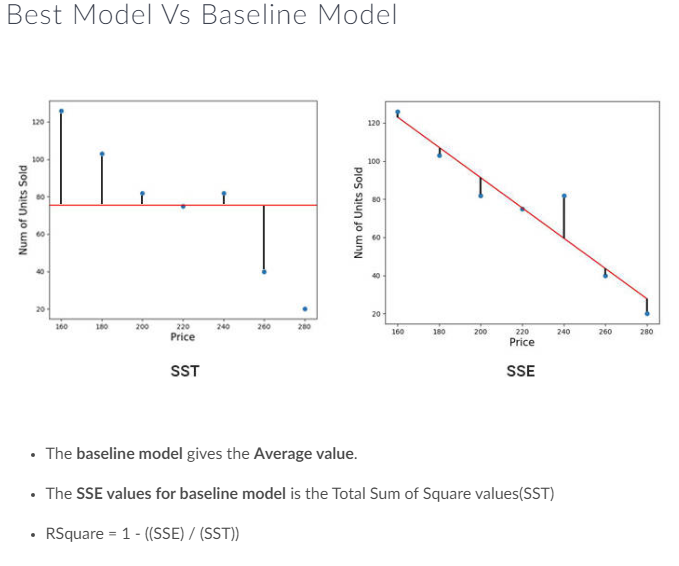 Best Model Vs Baseline Model
120
100
80
60
40
20
Num of Units Sold
160 180 200 220 240 260 280
Price
SST
120
100
80
60
40
20
Num of Units Sold
160 180 200 220 240 260 280
Price
SSE
• The baseline model gives the Average value.
• The SSE values for baseline model is the Total Sum of Square values(SST)
• RSquare = 1 - ((SSE) / (SST))